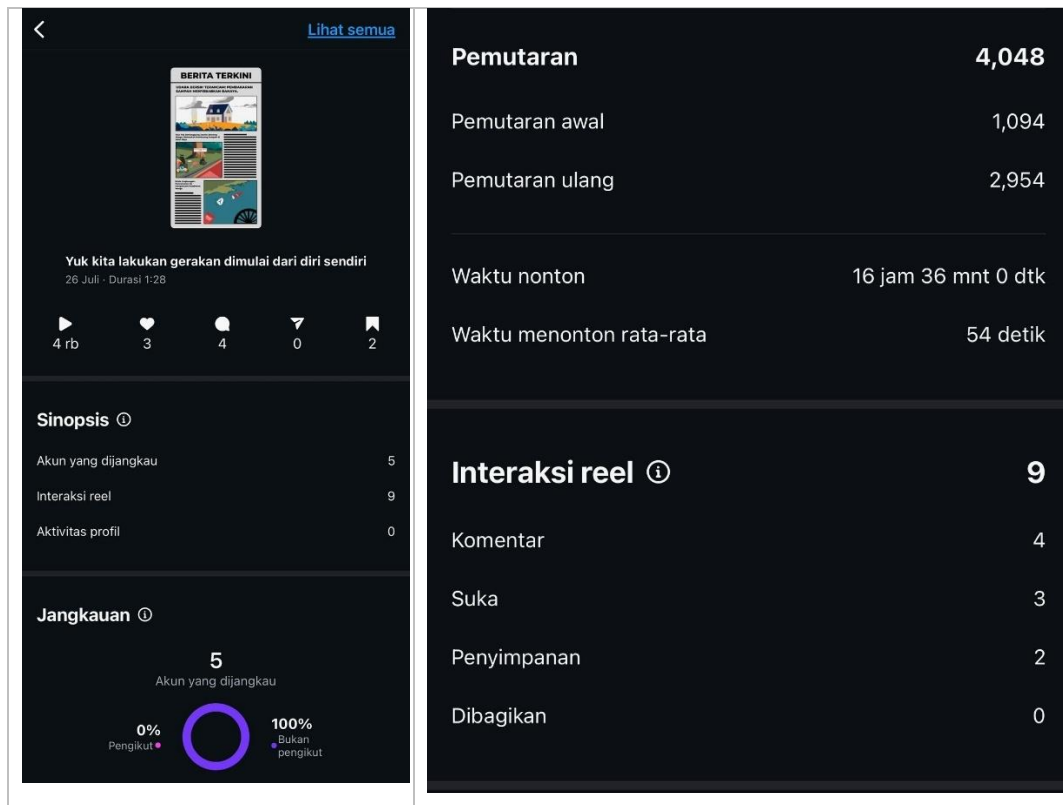 Lihat semua
BERITA TERKINI
Yuk kita lakukan gerakan dimulai dari diri sendiri
26 Juli · Durasi 1:28
4 rb 3 4 0 2
Sinopsis
Akun yang dijangkau 5
Interaksi reel 9
Aktivitas profil 0
Jangkauan
5
Akun yang dijangkau
0%
Pengikut
100%
Bukan
pengikut
Pemutaran 4,048
Pemutaran awal 1,094
Pemutaran ulang 2,954
Waktu nonton 16 jam 36 mnt 0 dtk
Waktu menonton rata-rata 54 detik
Interaksi reel 9
Komentar 4
Suka 3
Penyimpanan 2
Dibagikan 0